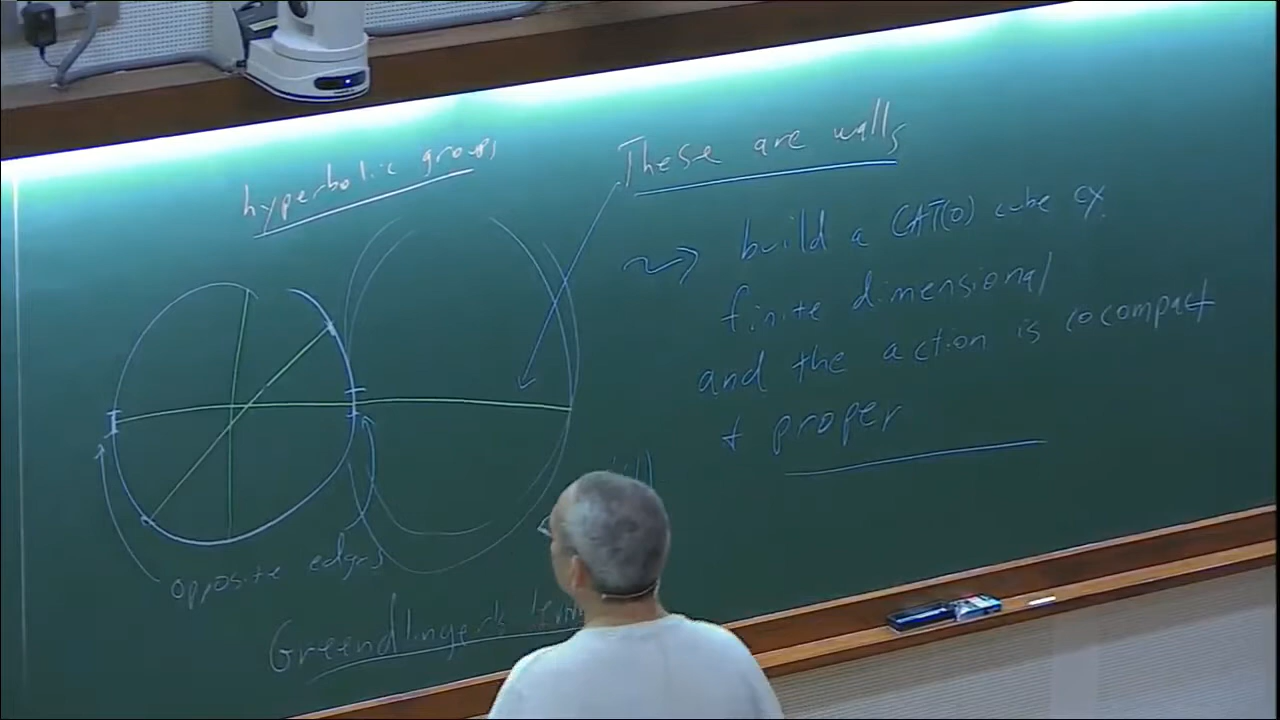 hyperbolic groups
These are walls
build a CAT(0) cube cx.
finite dimensional
and the action is cocompact
+ proper
opposite edges
Greendlinger's